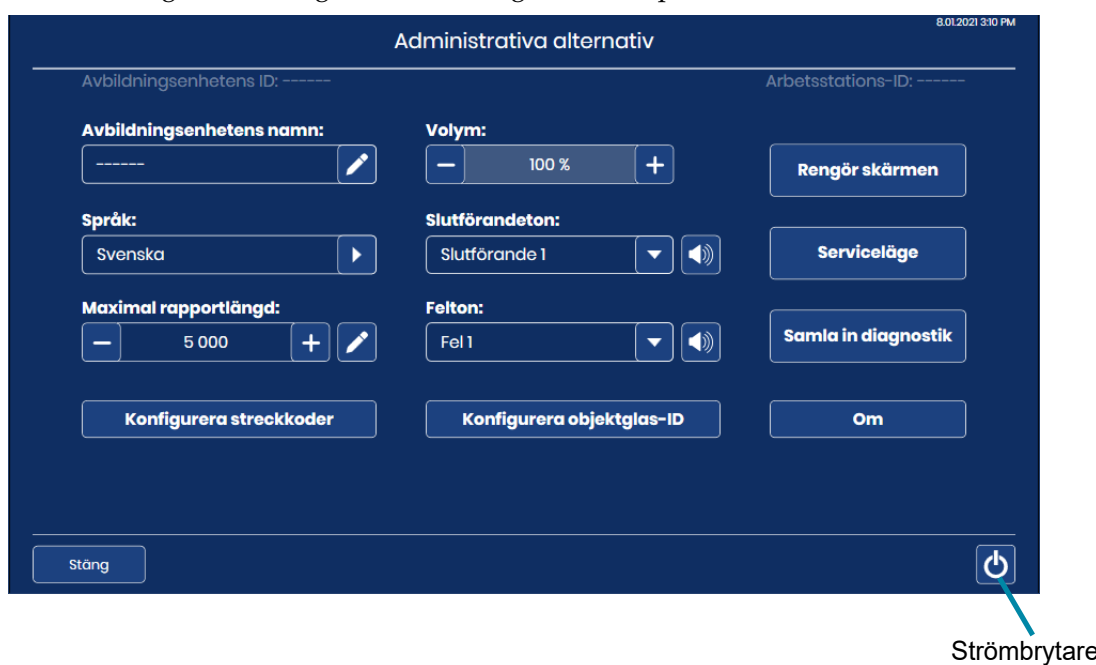 8.01.2021 3:10 PM
Administrativa alternativ
Avbildningsenhetens ID: ------
Arbetsstations-ID: ------
Avbildningsenhetens namn:
Volym:
------
100 %
Rengör skärmen
Språk:
Slutförandeton:
Svenska
Slutförande 1
Serviceläge
Maximal rapportlängd:
Felton:
5 000
Fel 1
Samla in diagnostik
Konfigurera streckkoder
Konfigurera objektglas-ID
Om
Stäng
Strömbrytare